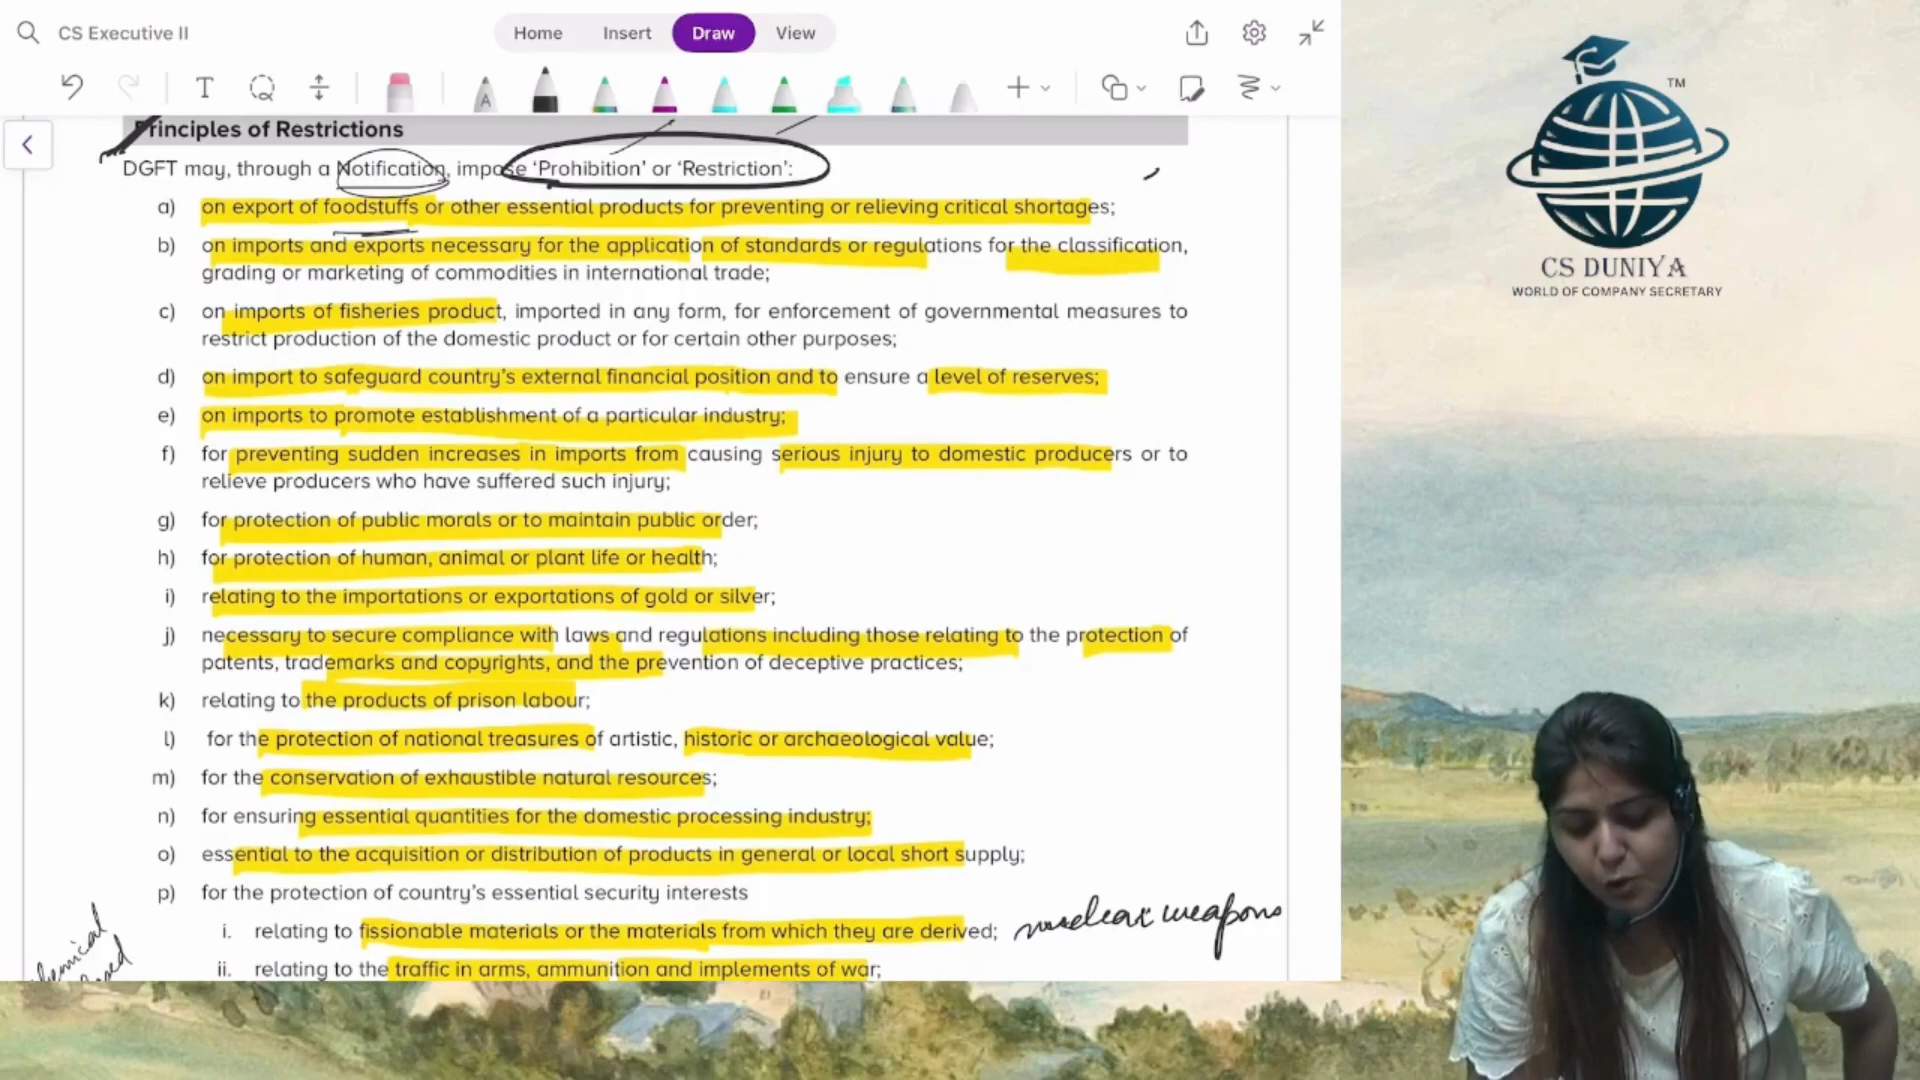 CS Executive II
Home Insert Draw View
T
A
Principles of Restrictions
DGFT may, through a Notification, impose ‘Prohibition’ or ‘Restriction’:
a) on export of foodstuffs or other essential products for preventing or relieving critical shortages;
b) on imports and exports necessary for the application of standards or regulations for the classification,
grading or marketing of commodities in international trade;
c) on imports of fisheries product, imported in any form, for enforcement of governmental measures to
restrict production of the domestic product or for certain other purposes;
d) on import to safeguard country’s external financial position and to ensure a level of reserves;
e) on imports to promote establishment of a particular industry;
f) for preventing sudden increases in imports from causing serious injury to domestic producers or to
relieve producers who have suffered such injury;
g) for protection of public morals or to maintain public order;
h) for protection of human, animal or plant life or health;
i) relating to the importations or exportations of gold or silver;
j) necessary to secure compliance with laws and regulations including those relating to the protection of
patents, trademarks and copyrights, and the prevention of deceptive practices;
k) relating to the products of prison labour;
l) for the protection of national treasures of artistic, historic or archaeological value;
m) for the conservation of exhaustible natural resources;
n) for ensuring essential quantities for the domestic processing industry;
o) essential to the acquisition or distribution of products in general or local short supply;
p) for the protection of country’s essential security interests
i. relating to fissionable materials or the materials from which they are derived; nuclear weapons
ii. relating to the traffic in arms, ammunition and implements of war;
TM
CS DUNIYA
WORLD OF COMPANY SECRETARY